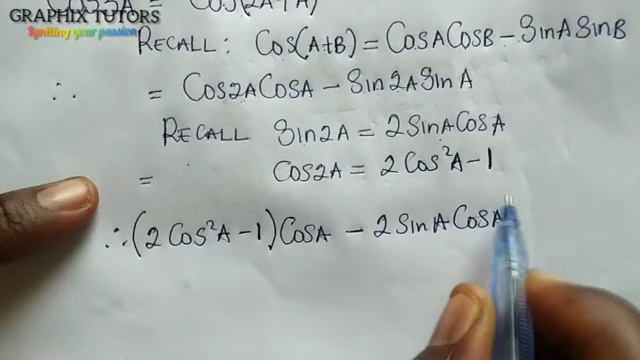 GRAPHIX TUTORS
Igniting your passion
Cos3A = Cos(2A+A)
RECALL: Cos(A+B) = CosACosB - SinASinB
∴ = Cos2ACosA - Sin2ASinA
RECALL Sin2A = 2SinACosA
= Cos2A = 2Cos²A - 1
∴ (2Cos²A - 1)CosA - 2SinACosA